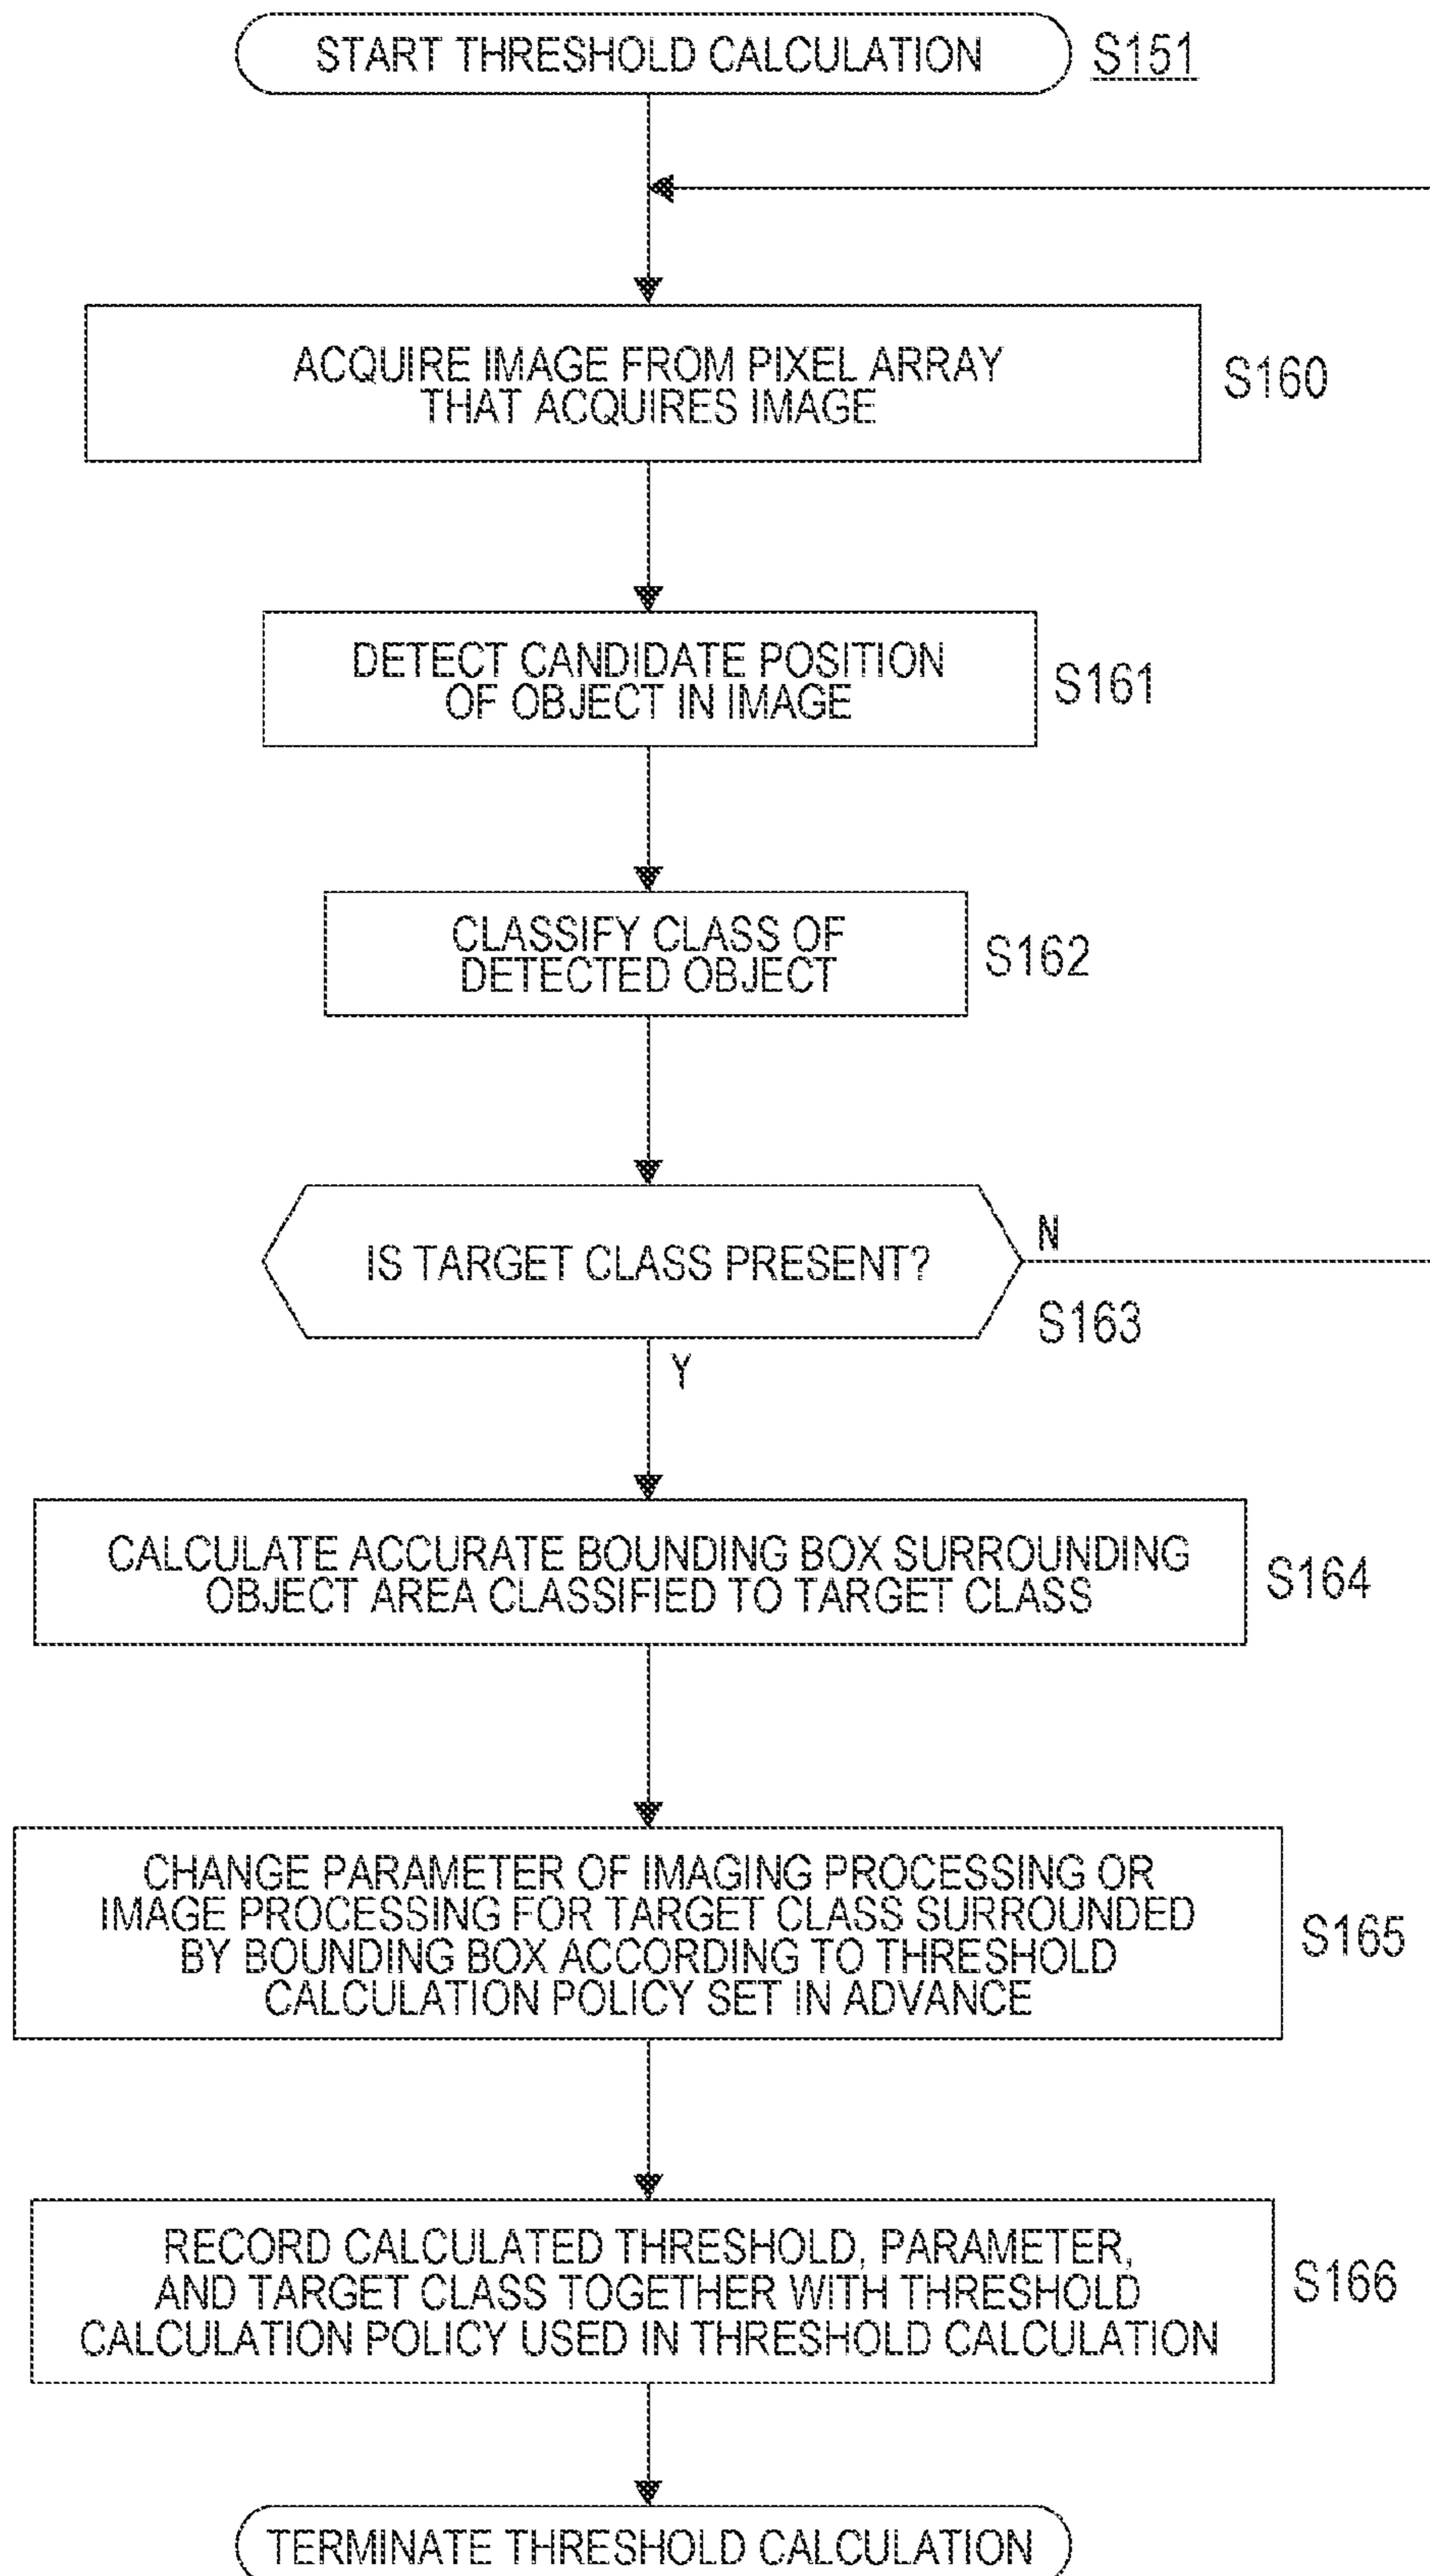 START THRESHOLD CALCULATION S151
ACQUIRE IMAGE FROM PIXEL ARRAY
THAT ACQUIRES IMAGE
S160
DETECT CANDIDATE POSITION
OF OBJECT IN IMAGE
S161
CLASSIFY CLASS OF
DETECTED OBJECT
S162
IS TARGET CLASS PRESENT?
N
S163
Y
CALCULATE ACCURATE BOUNDING BOX SURROUNDING
OBJECT AREA CLASSIFIED TO TARGET CLASS
S164
CHANGE PARAMETER OF IMAGING PROCESSING OR
IMAGE PROCESSING FOR TARGET CLASS SURROUNDED
BY BOUNDING BOX ACCORDING TO THRESHOLD
CALCULATION POLICY SET IN ADVANCE
S165
RECORD CALCULATED THRESHOLD, PARAMETER,
AND TARGET CLASS TOGETHER WITH THRESHOLD
CALCULATION POLICY USED IN THRESHOLD CALCULATION
S166
TERMINATE THRESHOLD CALCULATION